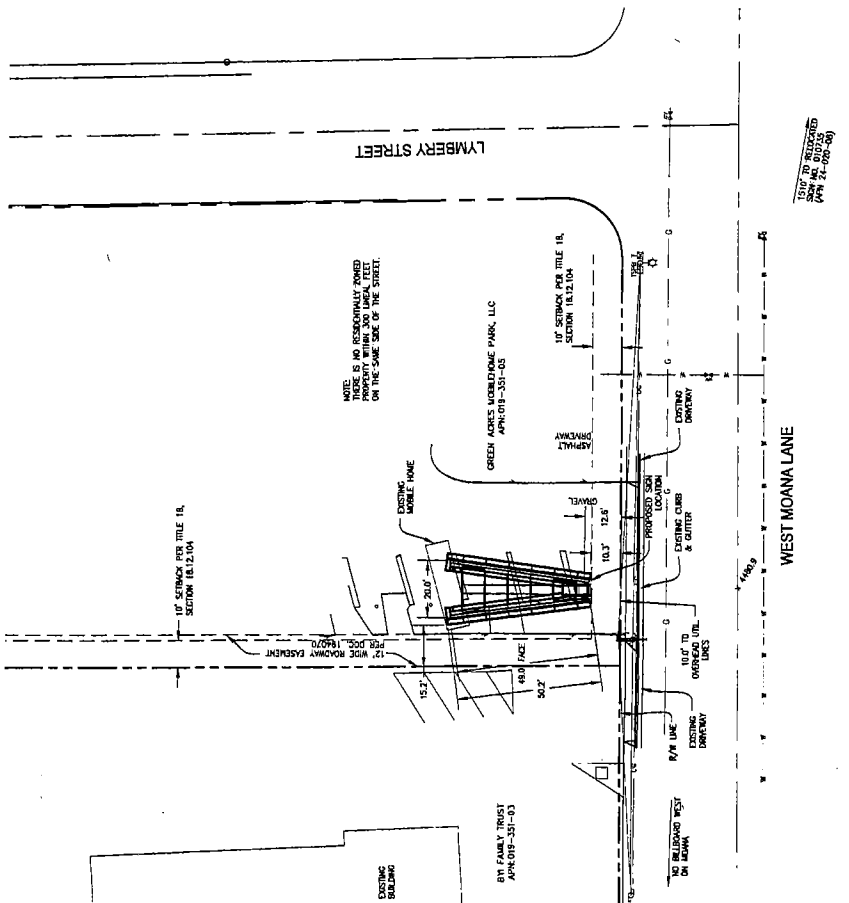 LYMBERY STREET
1510' TO RELOCATED
SIGN NO. 010735
(APN 24-020-08)
NOTE:
THERE IS NO RESIDENTIALLY ZONED
PROPERTY WITHIN 300 LINEAL FEET
ON THE SAME SIDE OF THE STREET.
10' SETBACK PER TITLE 18,
SECTION 18.12.104
GREEN ACRES MOBILEHOME PARK, LLC
APN: 019-351-05
ASPHALT
DRIVEWAY
EXISTING
DRIVEWAY
EXISTING
MOBILE HOME
GRAVEL
12.6'
10.3'
PROPOSED SIGN
LOCATION
EXISTING CURB
& GUTTER
WEST MOANA LANE
4480.9
10' SETBACK PER TITLE 18,
SECTION 18.12.104
20.0'
12' WIDE ROADWAY EASEMENT
PER DOC. 194070
15.2'
49.0' FACE
50.2'
10.0' TO
OVERHEAD UTIL
LINES
R/W LINE
EXISTING
DRIVEWAY
G
G
G
G
G
W
W
W
BYI FAMILY TRUST
APN: 019-351-03
EXISTING
BUILDING
NO BILLBOARD WEST
ON MOANA